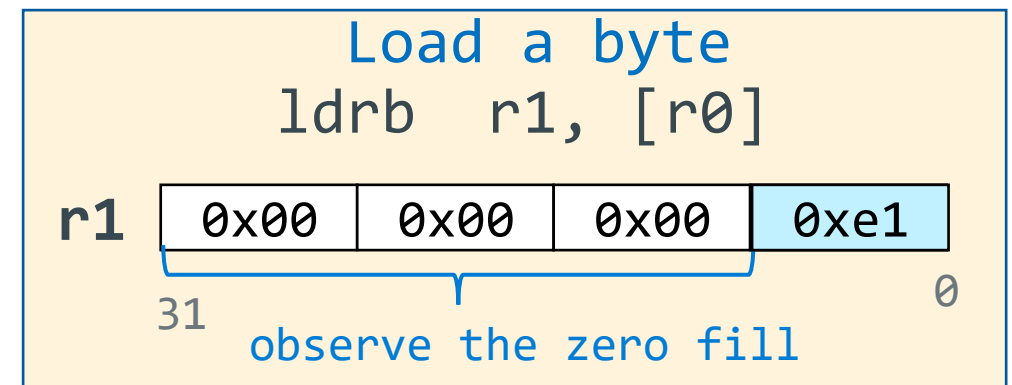 Load a byte
ldrb r1, [r0]
r1 0x00 0x00 0x00 0xe1
31 0
observe the zero fill